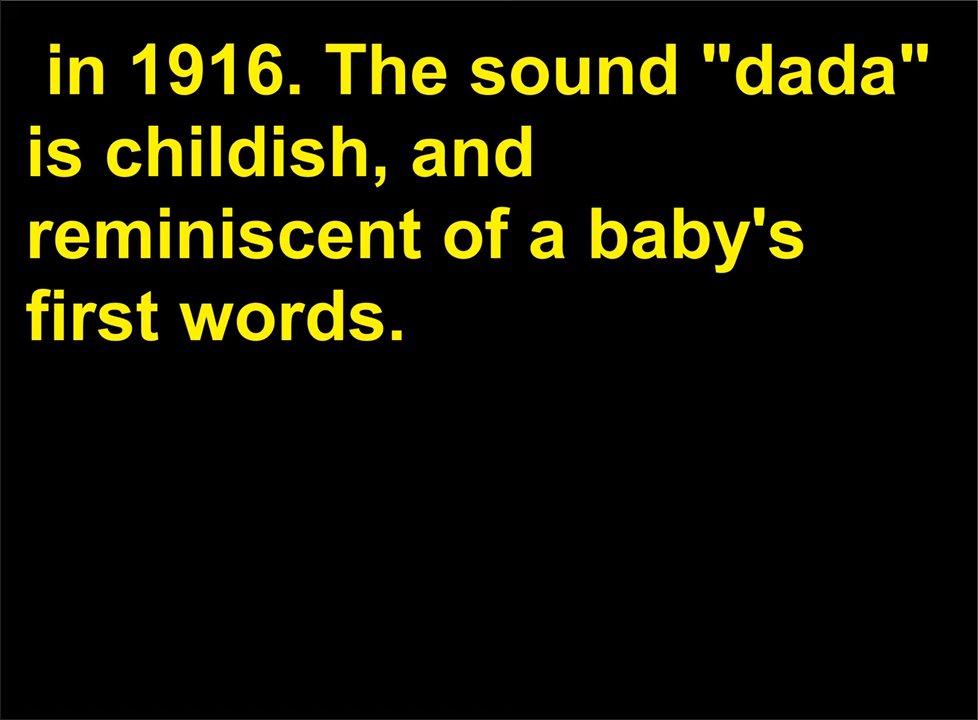 in 1916. The sound "dada"
is childish, and
reminiscent of a baby's
first words.